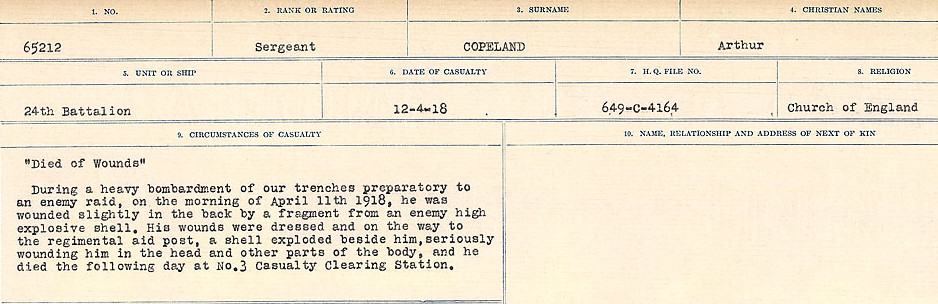 1. NO. 2. RANK OR RATING 3. SURNAME 4. CHRISTIAN NAMES
65212 Sergeant COPELAND Arthur
5. UNIT OR SHIP 6. DATE OF CASUALTY 7. H.Q. FILE NO. 8. RELIGION
24th Battalion 12-4-18 649-C-4164 Church of England
9. CIRCUMSTANCES OF CASUALTY 10. NAME, RELATIONSHIP AND ADDRESS OF NEXT OF KIN
"Died of Wounds"
During a heavy bombardment of our trenches preparatory to
an enemy raid, on the morning of April 11th 1918, he was
wounded slightly in the back by a fragment from an enemy high
explosive shell. His wounds were dressed and on the way to
the regimental aid post, a shell exploded beside him, seriously
wounding him in the head and other parts of the body, and he
died the following day at No.3 Casualty Clearing Station.